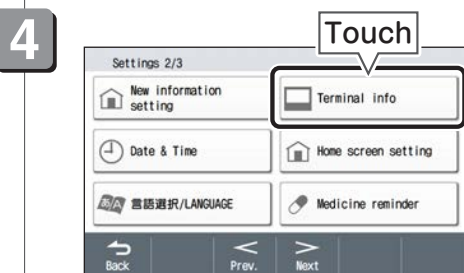 4
Touch
Settings 2/3
New information
setting
Terminal info
Date & Time
Home screen setting
言語選択/LANGUAGE
Medicine reminder
Back
Prev.
Next